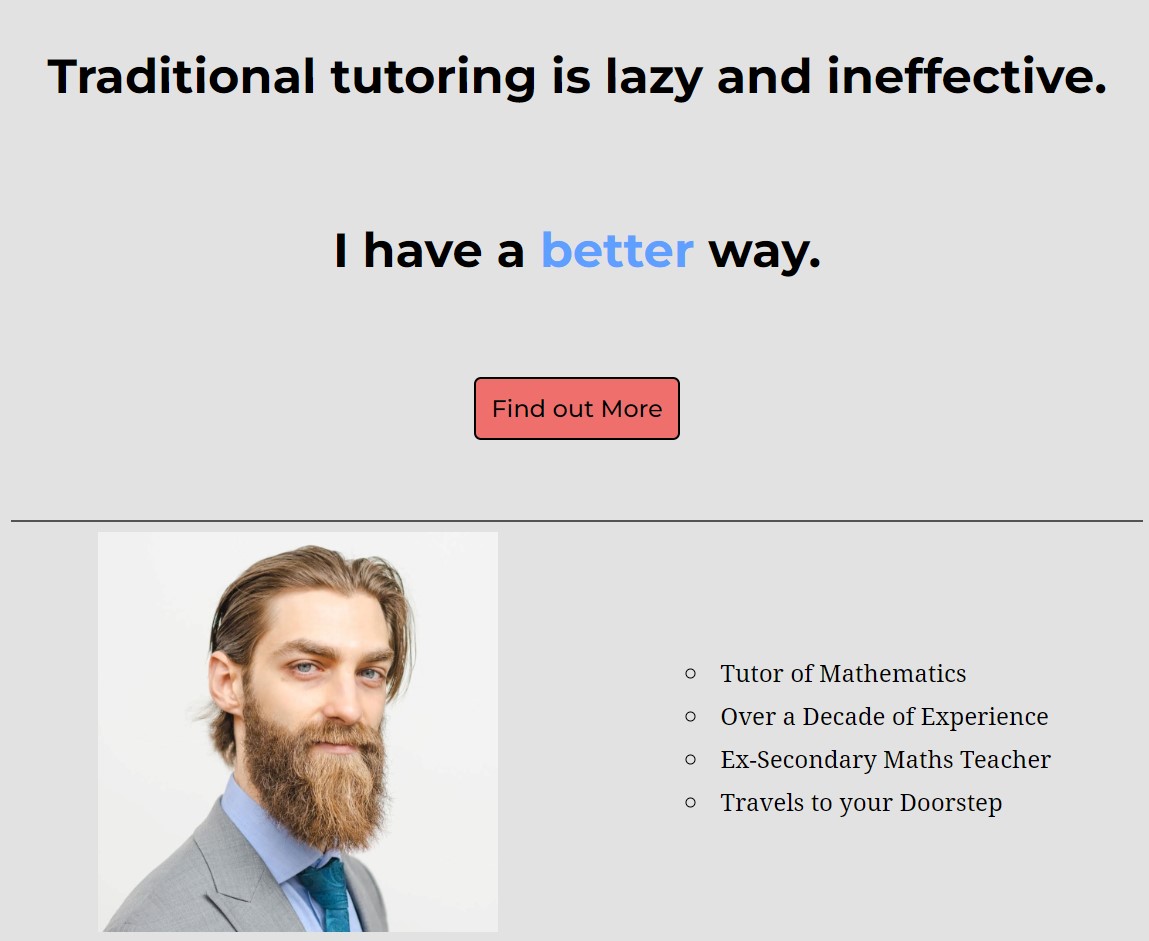 Traditional tutoring is lazy and ineffective.
I have a better way.
Find out More
Tutor of Mathematics
Over a Decade of Experience
Ex-Secondary Maths Teacher
Travels to your Doorstep